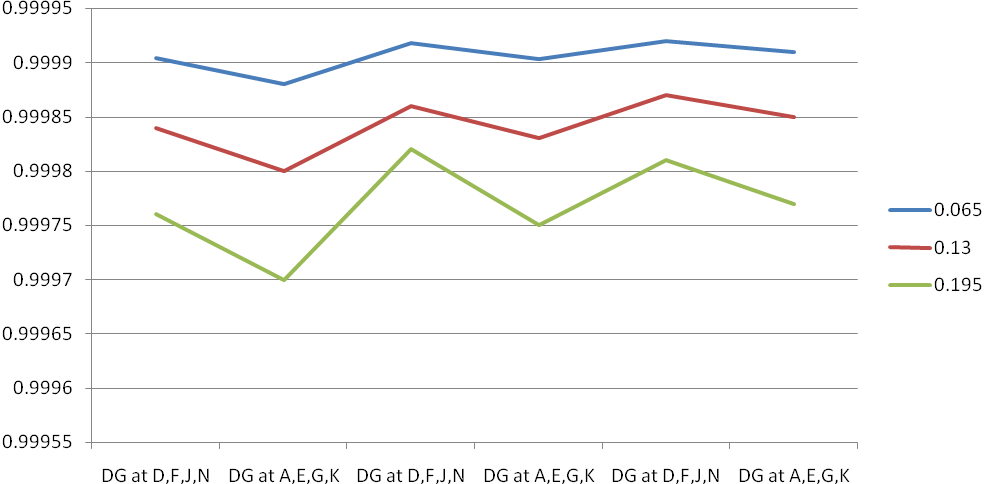 0.99995
0.9999
0.99985
0.9998
0.99975
0.9997
0.99965
0.9996
0.99955
DG at D,F,J,N
DG at A,E,G,K
DG at D,F,J,N
DG at A,E,G,K
DG at D,F,J,N
DG at A,E,G,K
0.065
0.13
0.195